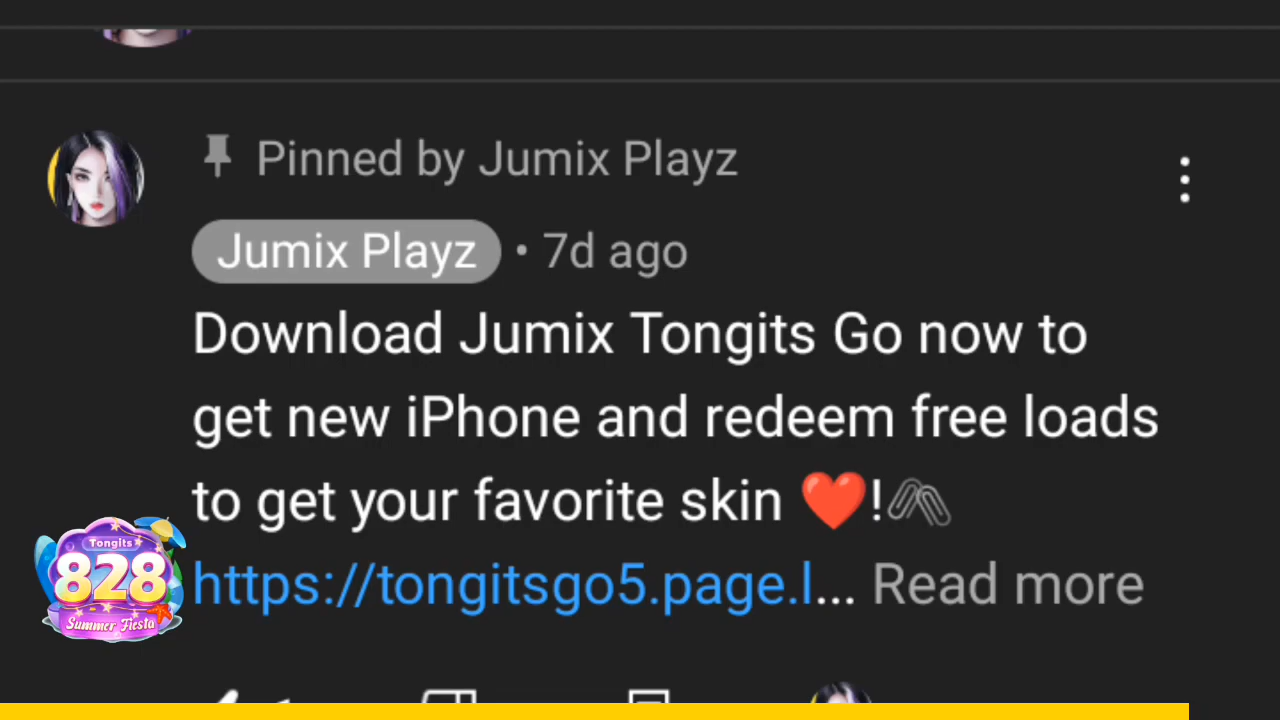 Pinned by Jumix Playz
Jumix Playz • 7d ago
Download Jumix Tongits Go now to
get new iPhone and redeem free loads
to get your favorite skin ❤️!🖇
https://tongitsgo5.page.l... Read more
Tongits
828
Summer Fiesta